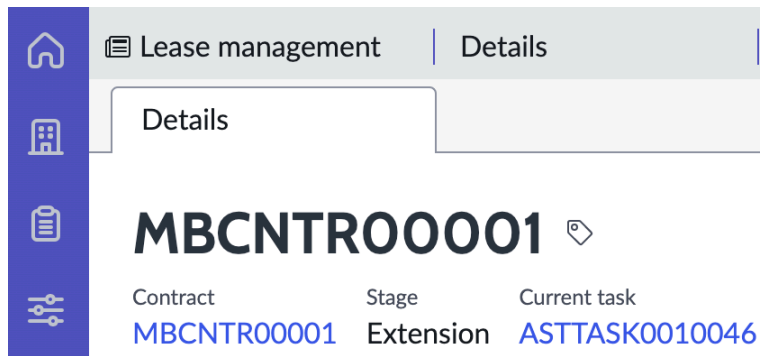 Lease management Details
Details
MBCNTR00001
Contract Stage Current task
MBCNTR00001 Extension ASTTASK0010046